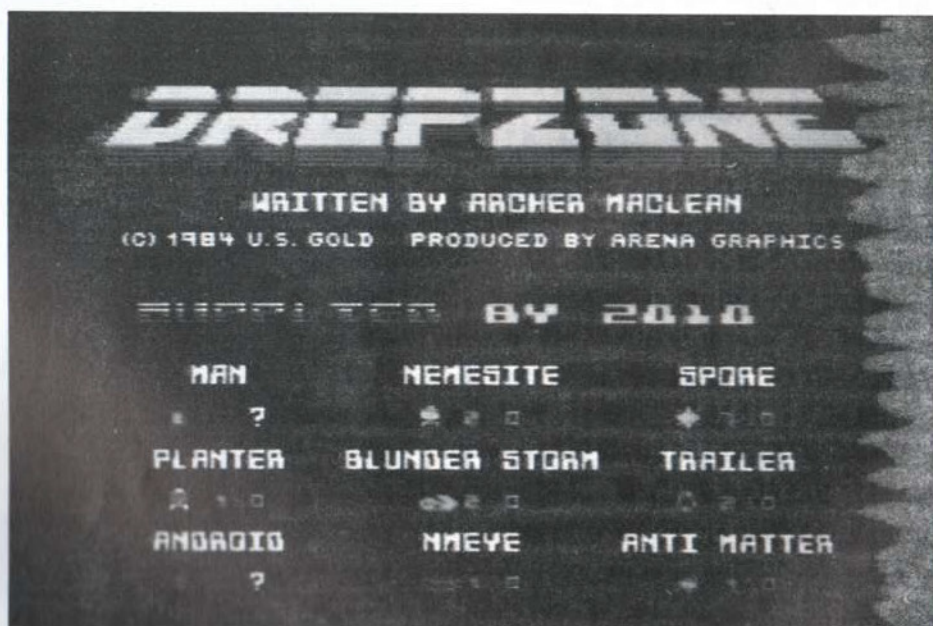 DROPZONE
WRITTEN BY ARCHER MACLEAN
(C) 1984 U.S. GOLD PRODUCED BY ARENA GRAPHICS
BY 2010
MAN NEMESITE SPORE
?
PLANTER BLUNDER STORM TRAILER
ANDROID NMEYE ANTI MATTER
?